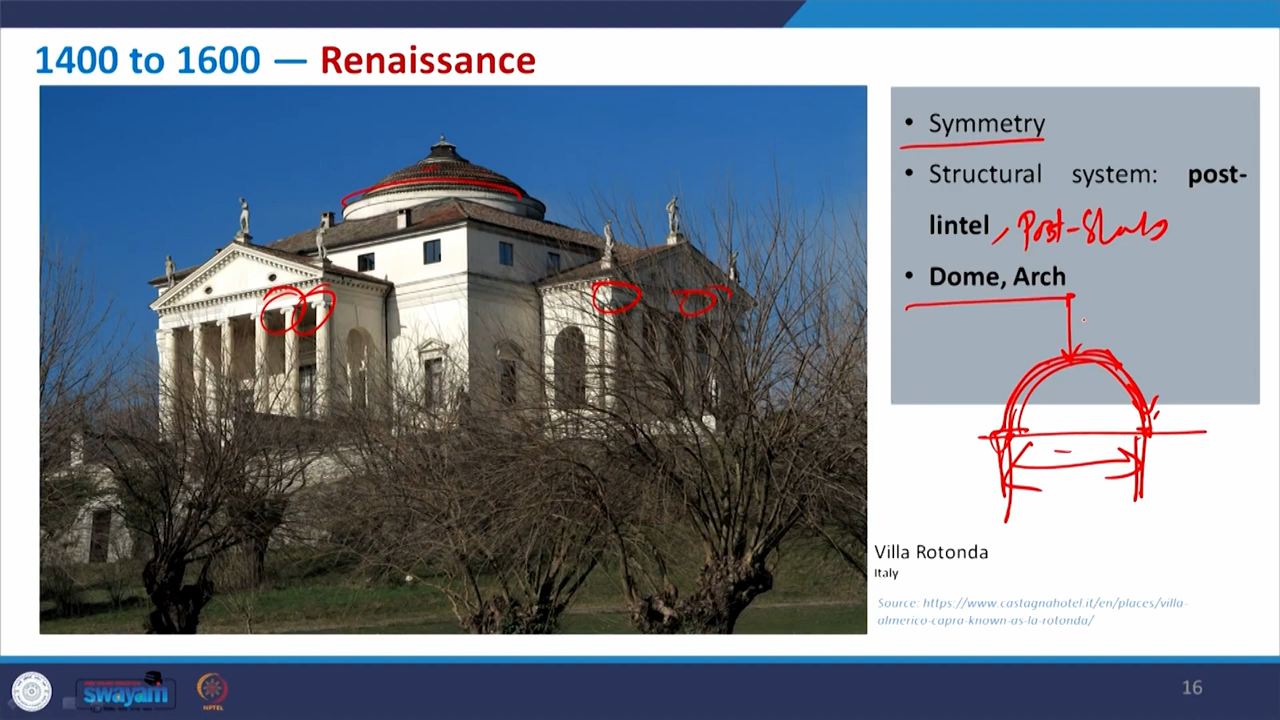 1400 to 1600 — Renaissance
• Symmetry
• Structural system: post-
lintel, Post-Slabs
• Dome, Arch
Villa Rotonda
Italy
Source: https://www.castagnahotel.it/en/places/villa-
almerico-capra-known-as-la-rotonda/
swayam
NPTEL
16